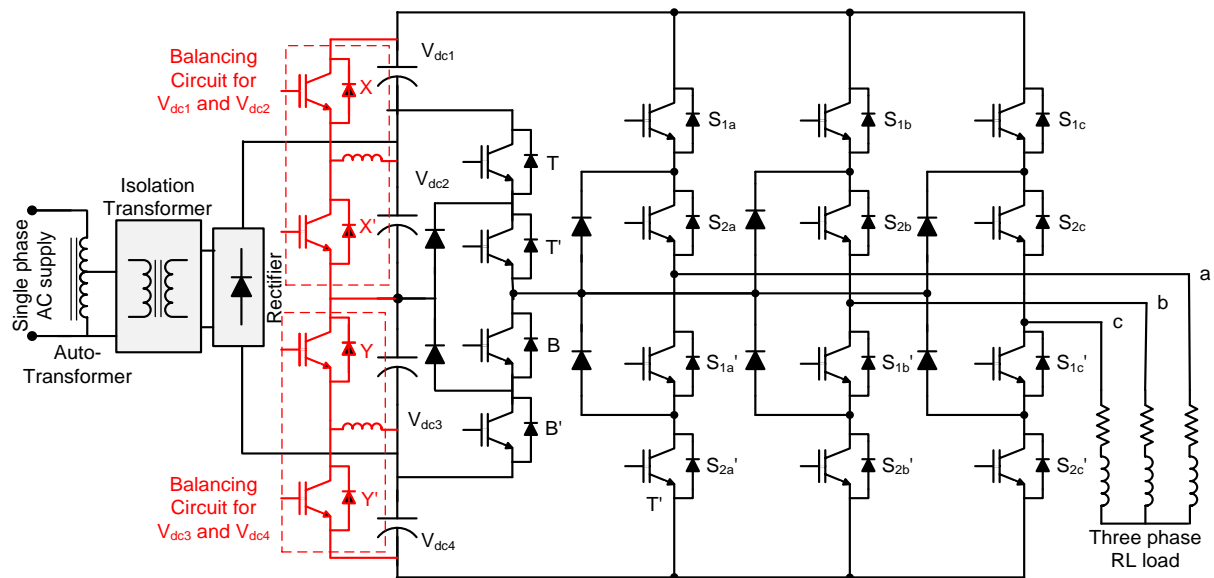 Balancing
Circuit for
Vdc1 and Vdc2
X
X'
Vdc1
Vdc2
T
T'
B
B'
S1a
S1b
S1c
S2a
S2b
S2c
Isolation
Transformer
Single phase
AC supply
Rectifier
Auto-
Transformer
a
b
c
Y
Y'
Vdc3
Vdc4
S1a'
S1b'
S1c'
S2a'
S2b'
S2c'
T'
Balancing
Circuit for
Vdc3 and Vdc4
Three phase
RL load